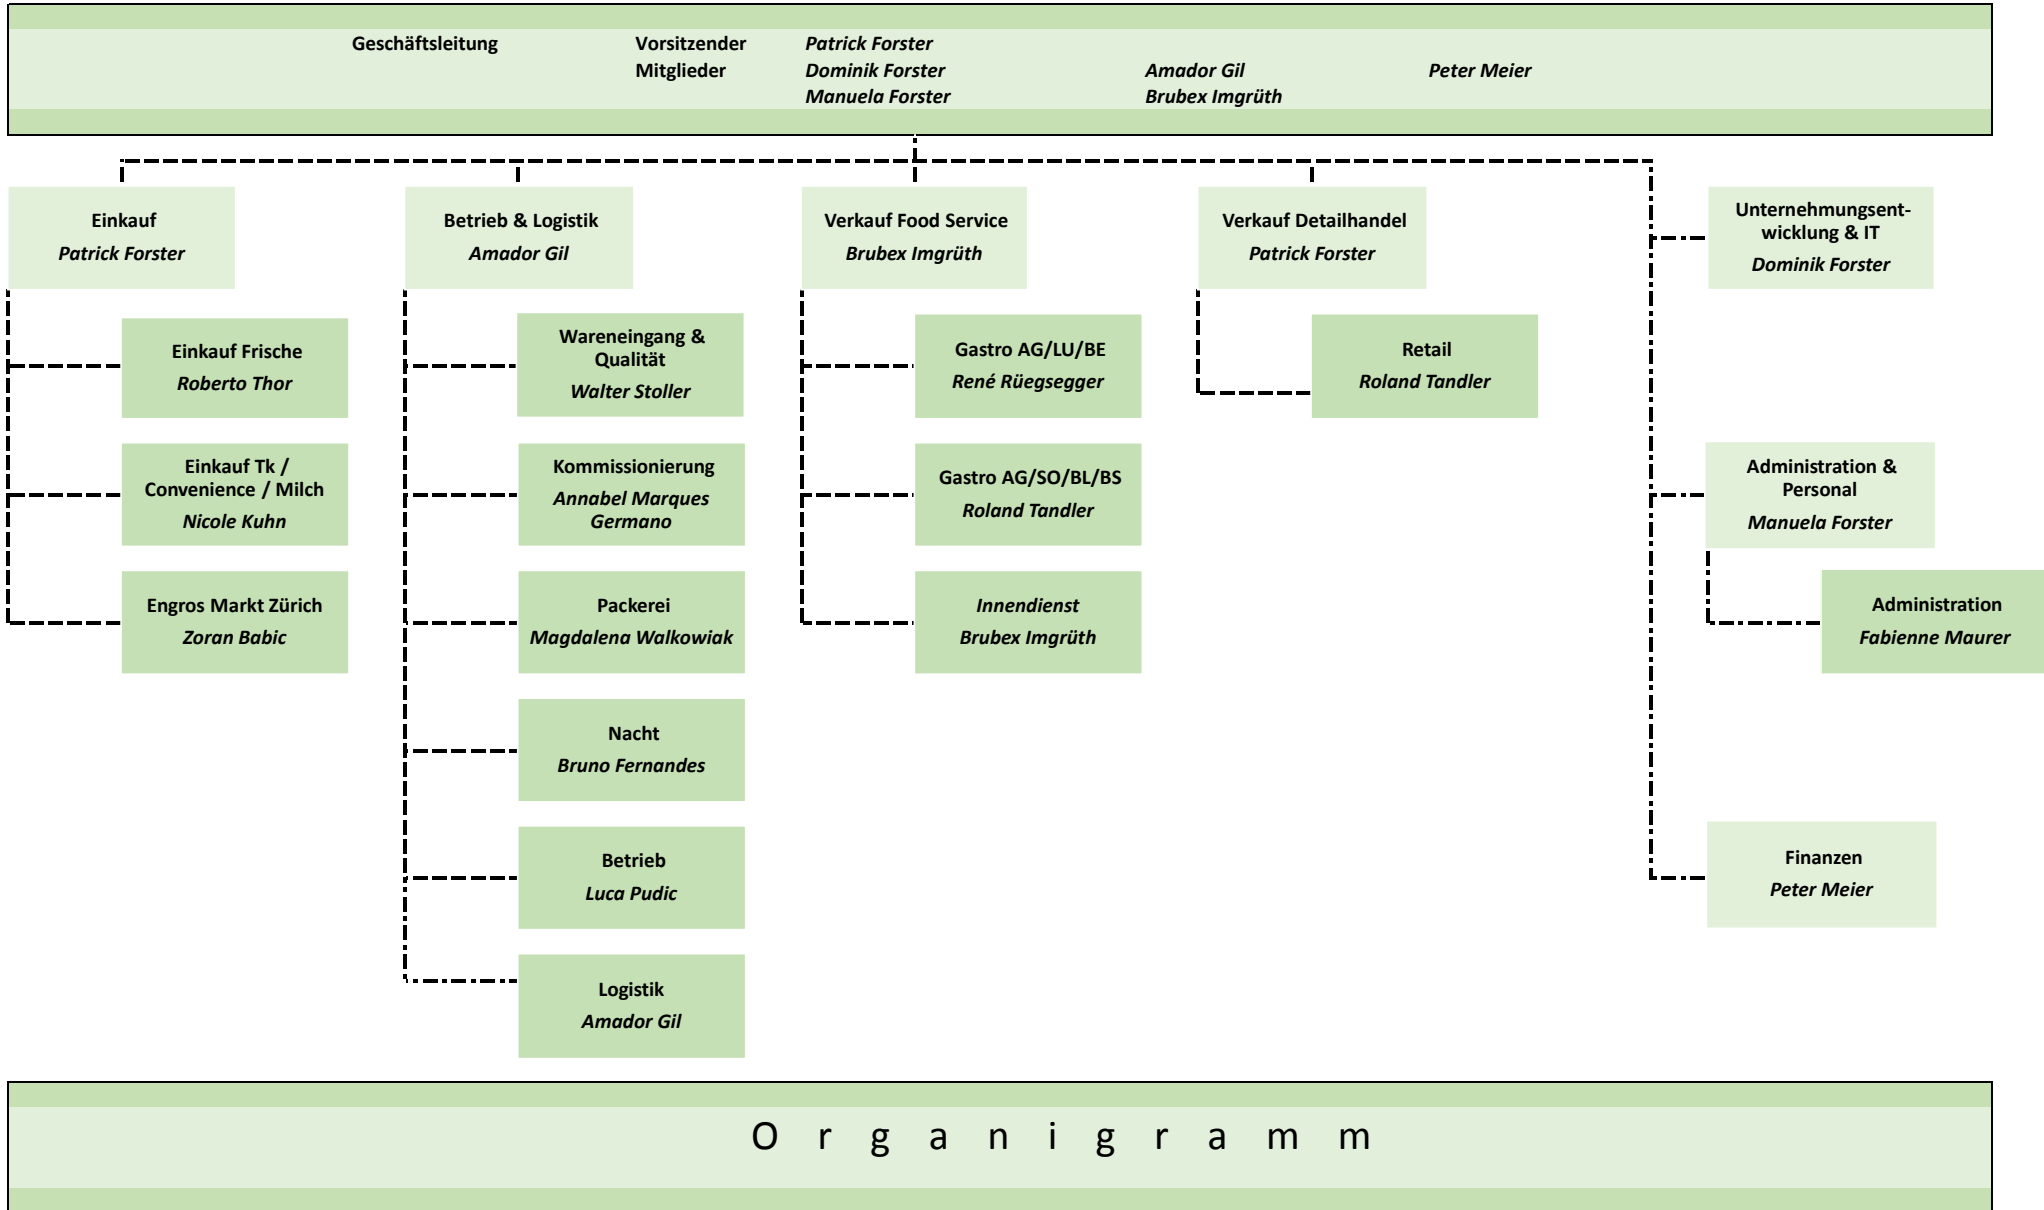 Geschäftsleitung Vorsitzender Patrick Forster
Mitglieder Dominik Forster Amador Gil Peter Meier
Manuela Forster Brubex Imgrüth
Einkauf
Patrick Forster
Einkauf Frische
Roberto Thor
Einkauf Tk /
Convenience / Milch
Nicole Kuhn
Engros Markt Zürich
Zoran Babic
Betrieb & Logistik
Amador Gil
Wareneingang &
Qualität
Walter Stoller
Kommissionierung
Annabel Marques
Germano
Packerei
Magdalena Walkowiak
Nacht
Bruno Fernandes
Betrieb
Luca Pudic
Logistik
Amador Gil
Verkauf Food Service
Brubex Imgrüth
Gastro AG/LU/BE
René Rüegsegger
Gastro AG/SO/BL/BS
Roland Tandler
Innendienst
Brubex Imgrüth
Verkauf Detailhandel
Patrick Forster
Retail
Roland Tandler
Unternehmungsent-
wicklung & IT
Dominik Forster
Administration &
Personal
Manuela Forster
Administration
Fabienne Maurer
Finanzen
Peter Meier
O r g a n i g r a m m